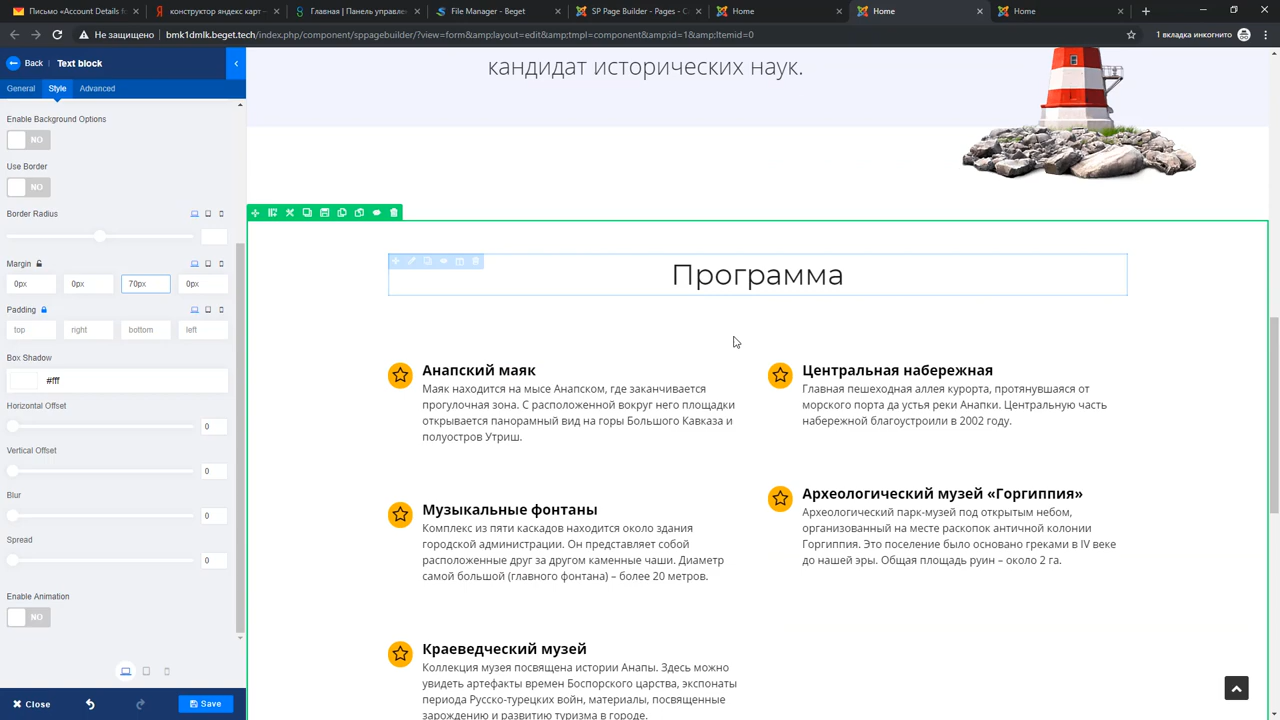 Письмо «Account Details for
конструктор яндекс карт -
Панель управле
File Manager - Begetʼ
SP Page Builder - Pages - C
Home
Home
Home
Не защищено
bmk1dmlk.beget.tech/index.php/component/sppagebuilder/?view=form&amp;layout=edit&amp;tmpl=component&amp;id=1&amp;Itemid=0
1 инкогнито
Back
Text block
General
Style
Advanced
Enable Background Options
NO
Use Border
NO
Border Radius
Margin
0px
0px
70px
0px
Padding
top
right
bottom
left
Box Shadow
#fff
Horizontal Offset
0
Vertical Offset
0
Blur
0
Spread
0
Enable Animation
NO
Close
Save
кандидат исторических наук.
Программа
Анапский маяк
Маяк находится на мысе Анапском, где заканчивается
прогулочная зона. С расположенной вокруг него площадки
открывается панорамный вид на горы Большого Кавказа и
полуостров Утриш.
Музыкальные фонтаны
Комплекс из пяти каскадов находится около здания
городской администрации. Он представляет собой
расположенные друг за другом каменные чаши. Диаметр
самой большой (главного фонтана) – более 20 метров.
Краеведческий музей
Коллекция музея посвящена истории Анапы. Здесь можно
увидеть артефакты времен Боспорского царства, экспонаты
периода Русско-турецких войн, материалы, посвященные
зарождению и развитию туризма в городе.
Центральная набережная
Главная пешеходная аллея курорта, протянувшаяся от
морского порта да устья реки Анапки. Центральную часть
набережной благоустроили в 2002 году.
Археологический музей «Горгиппия»
Археологический парк-музей под открытым небом,
организованный на месте раскопок античной колонии
Горгиппия. Это поселение было основано греками в IV веке
до нашей эры. Общая площадь руин – около 2 га.